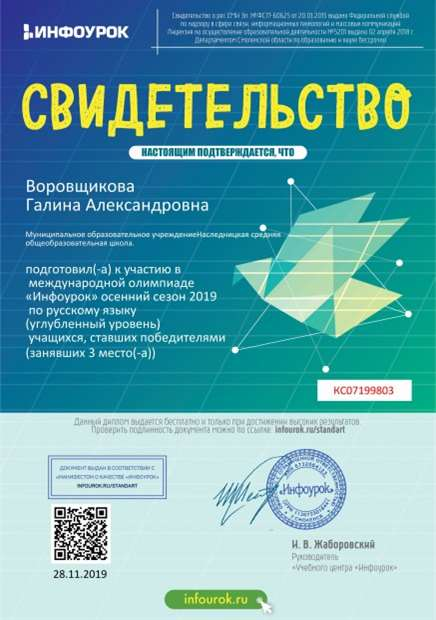 ИНФОУРОК
Свидетельство о рег. СМИ Эл №ФС77-60625 от 20.01.2015 выдано Федеральной службой
по надзору в сфере связи, информационных технологий и массовых коммуникаций
Лицензия на осуществление образовательной деятельности №5201 выдана 02 апреля 2018 г.
Департаментом Смоленской области по образованию и науке бессрочно
СВИДЕТЕЛЬСТВО
НАСТОЯЩИМ ПОДТВЕРЖДАЕТСЯ, ЧТО
Воровщикова
Галина Александровна
Муниципальное образовательное учреждениеНаследницкая средняя
общеобразовательная школа.
подготовил(-а) к участию в
международной олимпиаде
«Инфоурок» осенний сезон 2019
по русскому языку
(углубленный уровень)
учащихся, ставших победителями
(занявших 3 место(-а))
КС07199803
Данный диплом выдается бесплатно и только при достижении высоких результатов.
Проверить подлинность документа можно по ссылке: infourok.ru/standart
ДОКУМЕНТ ВЫДАН В СООТВЕТСТВИИ С
«МАНИФЕСТОМ О КАЧЕСТВЕ «ИНФОУРОК»
INFOUROK.RU/STANDART
«Инфоурок»
И. В. Жаборовский
Руководитель
«Учебного центра «Инфоурок»
28.11.2019
infourok.ru